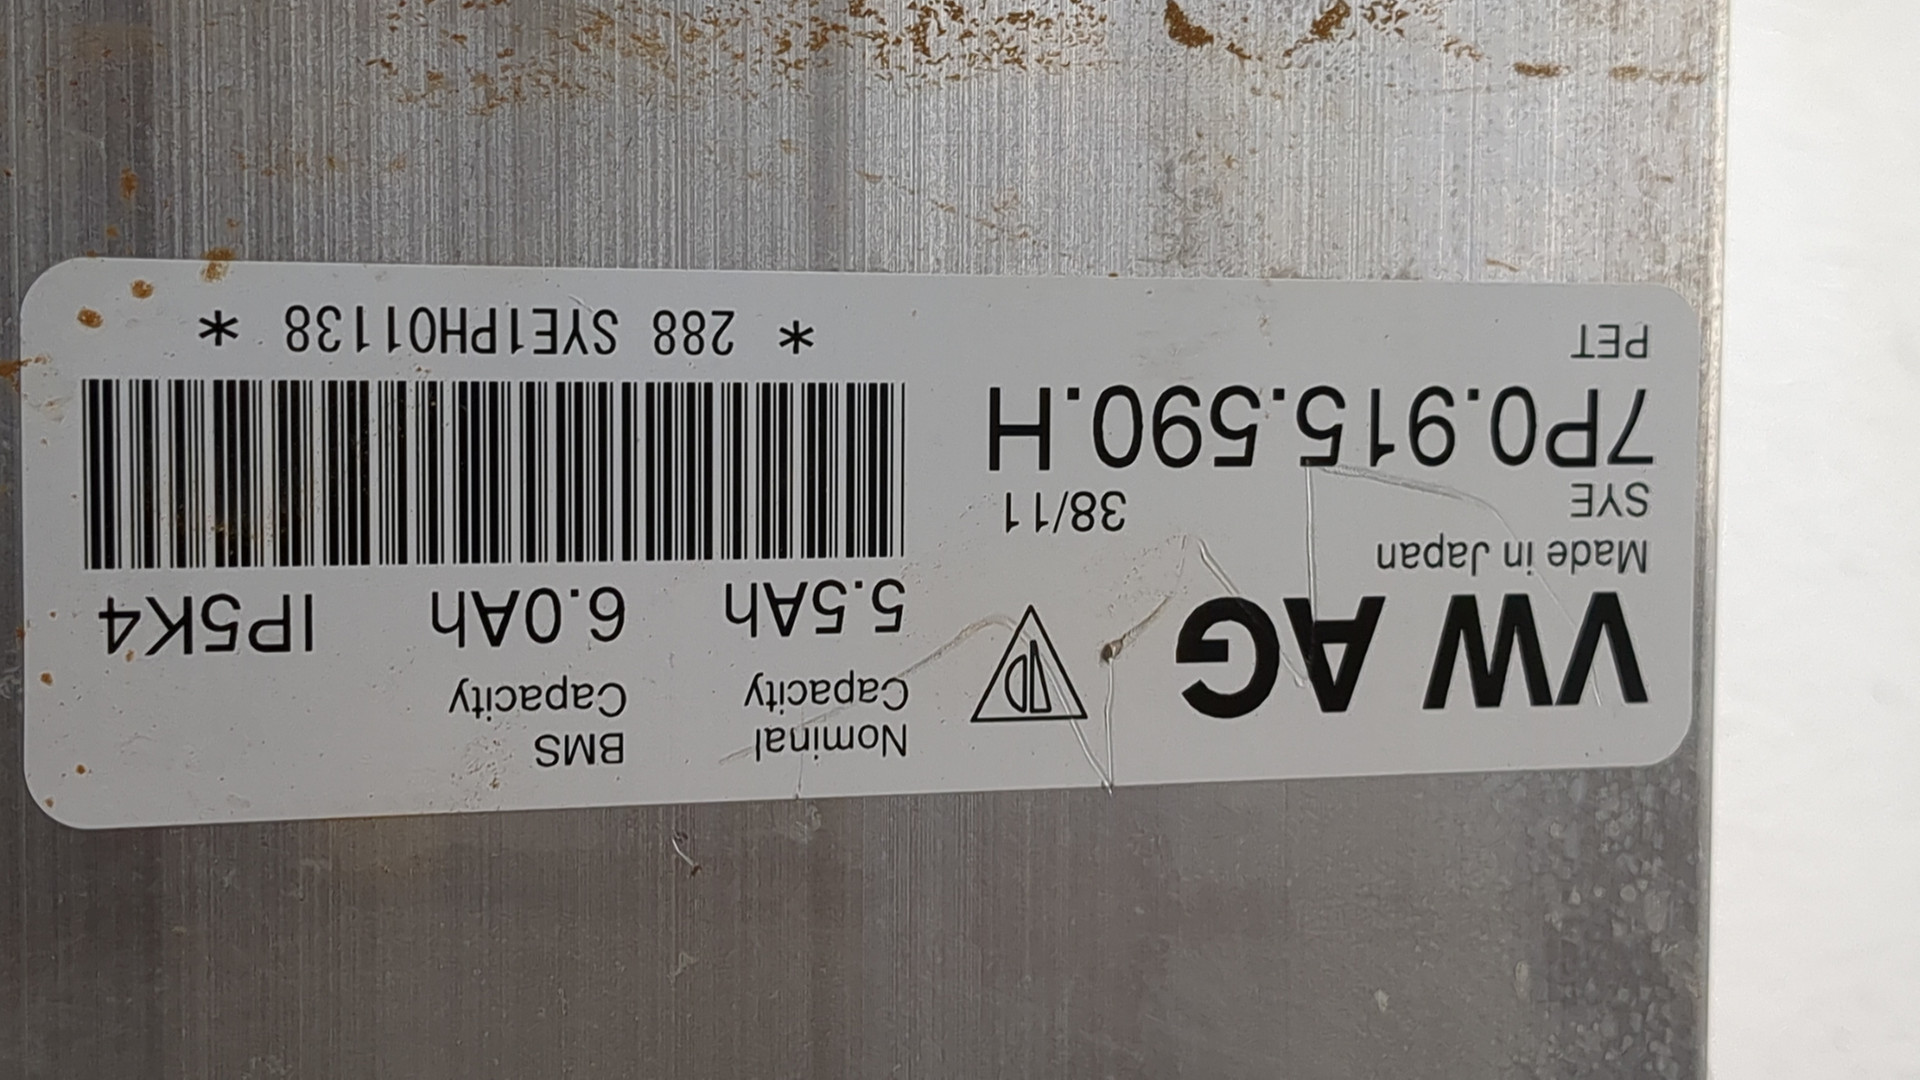 VW AG
Made in Japan
SYE
38/11
7P0.915.590.H
PET
Nominal
Capacity
5.5Ah
BMS
Capacity
6.0Ah
IP5K4
* 288 SYE1PH01138 *